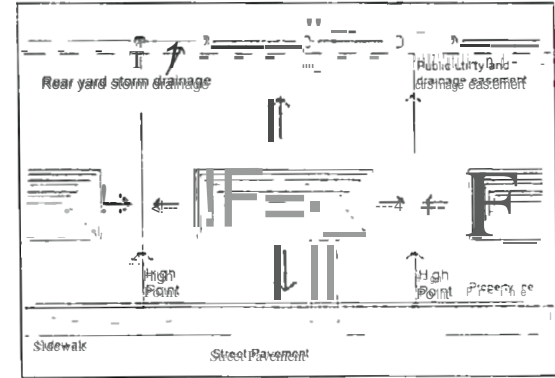 Rear yard storm drainage
Public utility and
drainage easement
High
Point
High
Point
Sidewalk
Street Pavement